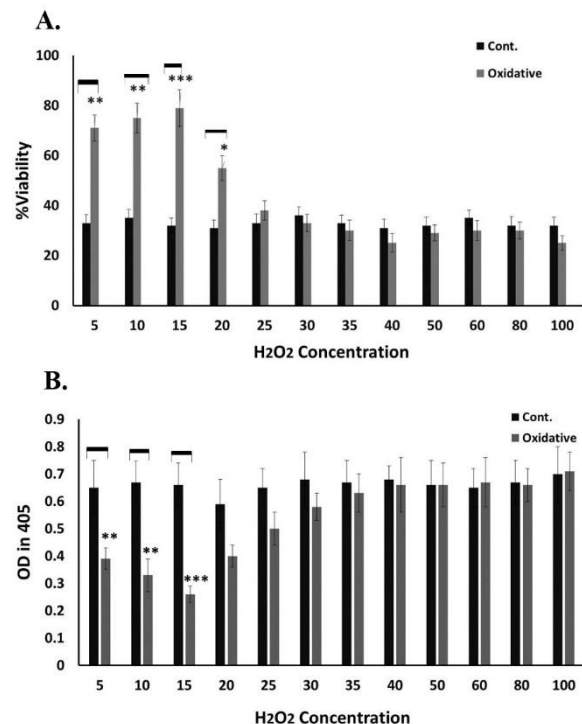 A.
100
80
60
40
20
0
%Viability
** ** *** *
Cont.
Oxidative
5 10 15 20 25 30 35 40 50 60 80 100
H2O2 Concentration
B.
0.9
0.8
0.7
0.6
0.5
0.4
0.3
0.2
0.1
0
OD in 405
** ** ***
Cont.
Oxidative
5 10 15 20 25 30 35 40 50 60 80 100
H2O2 Concentration